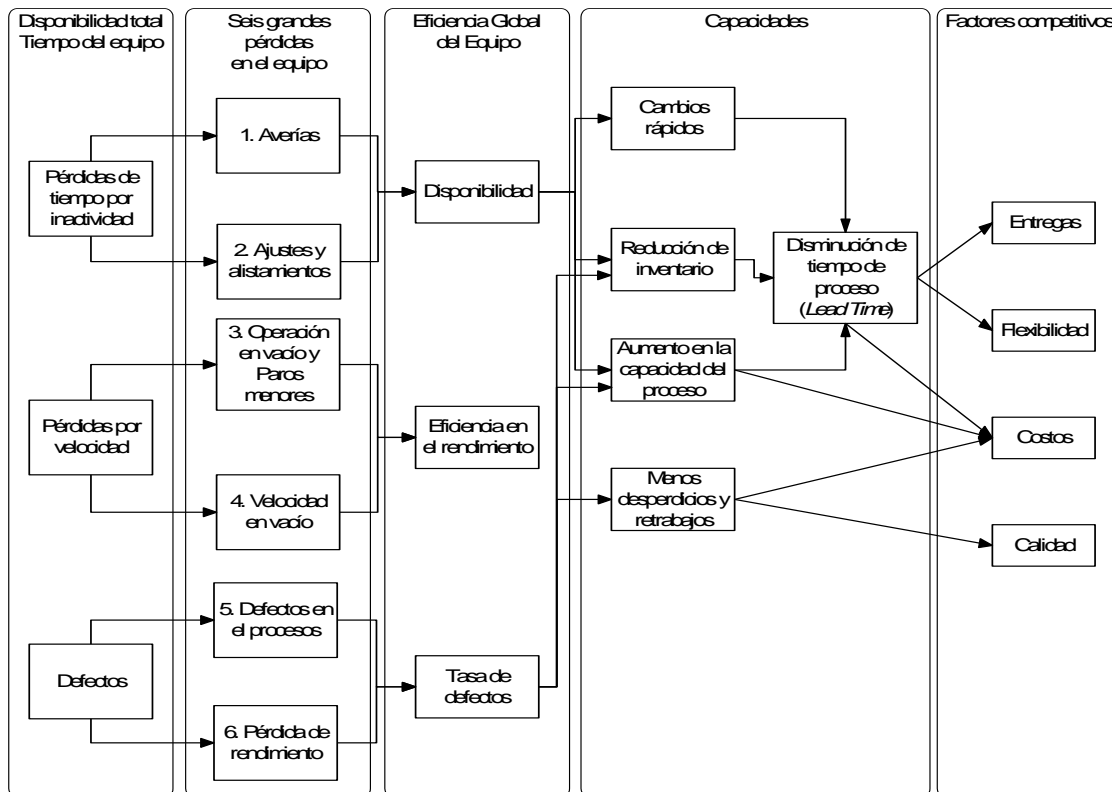 Disponibilidad total
Tiempo del equipo
Seis grandes
pérdidas
en el equipo
Eficiencia Global
del Equipo
Capacidades
Factores competitivos
Pérdidas de
tiempo por
inactividad
Pérdidas por
velocidad
Defectos
1. Averías
2. Ajustes y
alistamientos
3. Operación
en vacío y
Paros
menores
4. Velocidad
en vacío
5. Defectos en
el procesos
6. Pérdida de
rendimiento
Disponibilidad
Eficiencia en
el rendimiento
Tasa de
defectos
Cambios
rápidos
Reducción de
inventario
Aumento en la
capacidad del
proceso
Menos
desperdicios y
retrabajos
Disminución de
tiempo de
proceso
(Lead Time)
Entregas
Flexibilidad
Costos
Calidad